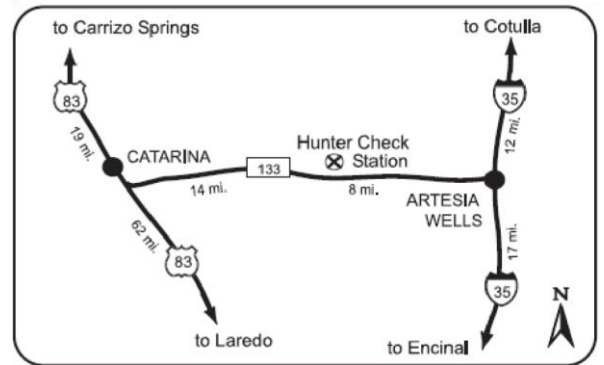 to Carrizo Springs
to Cotulla
83
35
19 mi.
12 mi.
CATARINA
Hunter Check
Station
133
14 mi.
8 mi.
ARTESIA
WELLS
62 mi.
17 mi.
83
35
N
to Laredo
to Encinal